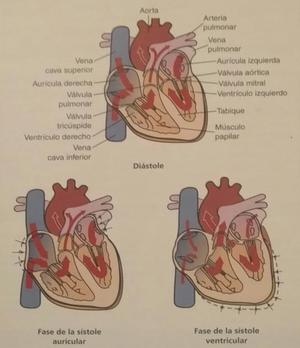 Aorta
Arteria
pulmonar
Vena
pulmonar
Vena
cava superior
Aurícula izquierda
Válvula aórtica
Aurícula derecha
Válvula mitral
Válvula
pulmonar
Ventrículo izquierdo
Tabique
Válvula
tricúspide
Músculo
papilar
Ventrículo derecho
Vena
cava inferior
Diástole
Fase de la sístole
auricular
Fase de la sístole
ventricular